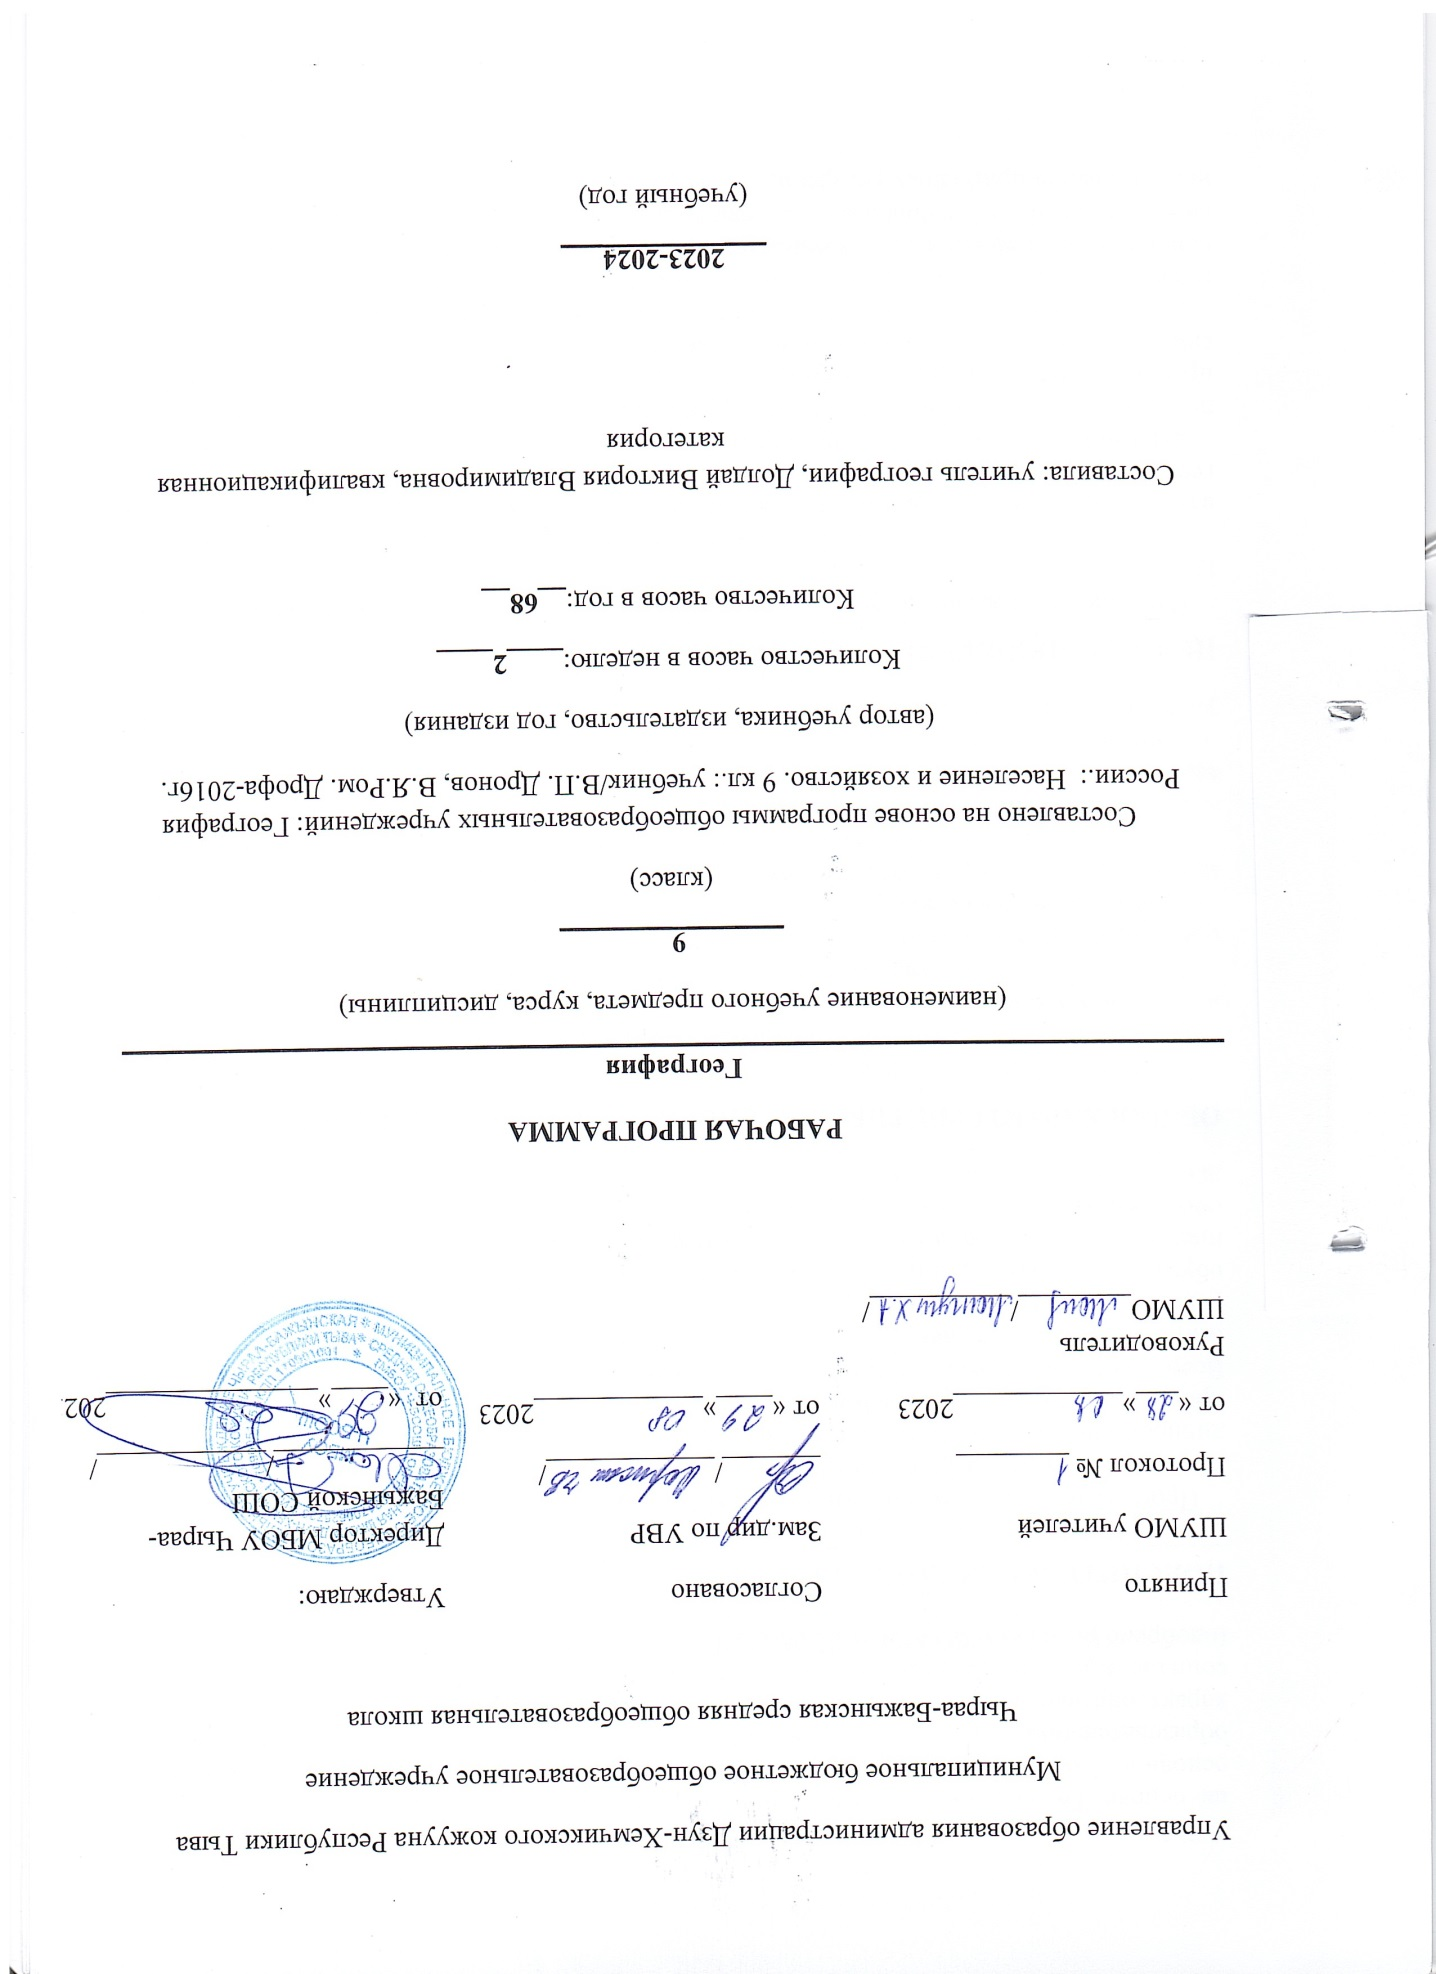 Управление образования администрации Дзун-Хемчикского кожууна Республики Тыва
Муниципальное бюджетное общеобразовательное учреждение
Чыраа-Бажынская средняя общеобразовательная школа
Принято
ШУМО учителей
Протокол № 1
от «28» 08 2023
Руководитель
ШУМО / /
Согласовано
Зам.дир по УВР
/ /
от «29» 08 2023
Утверждаю:
Директор МБОУ Чыраа-
Бажынской СОШ
/ /
от « » 202
РАБОЧАЯ ПРОГРАММА
География
(наименование учебного предмета, курса, дисциплины)
9
(класс)
Составлено на основе программы общеобразовательных учреждений: География
России.: Население и хозяйство. 9 кл.: учебник/В.П. Дронов, В.Я.Ром. Дрофа-2016г.
(автор учебника, издательство, год издания)
Количество часов в неделю:____2____
Количество часов в год:__68__
Составила: учитель географии, Долдай Виктория Владимировна, квалификационная
категория
2023-2024
(учебный год)